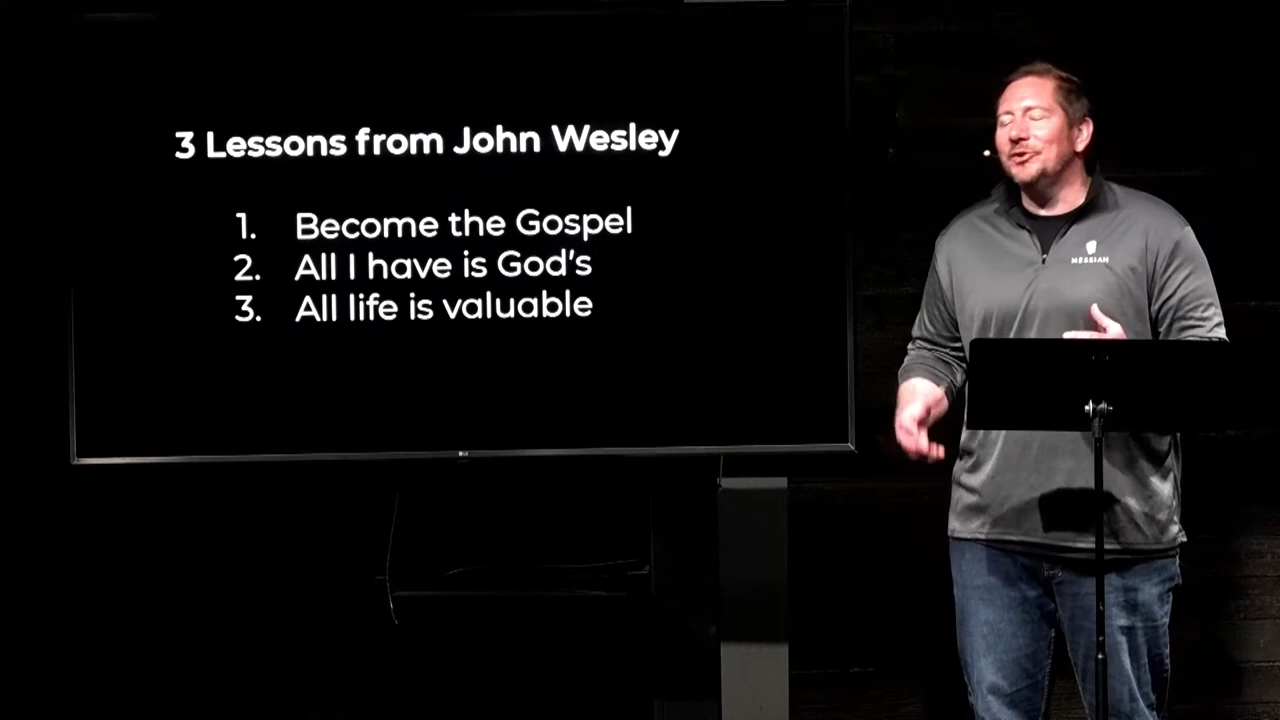 3 Lessons from John Wesley
1. Become the Gospel
2. All I have is God's
3. All life is valuable
MESSIAH
LG